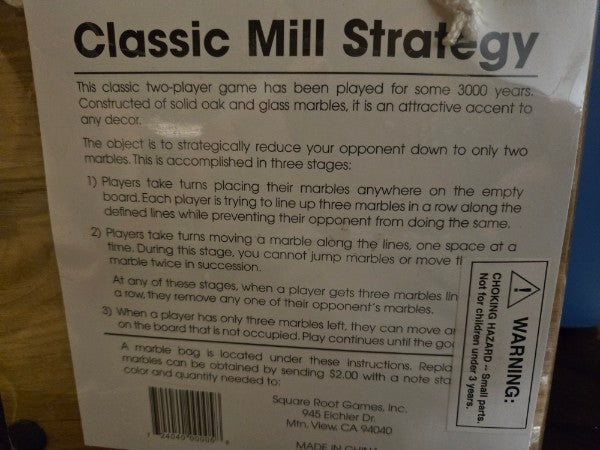 Classic Mill Strategy
This classic two-player game has been played for some 3000 years.
Constructed of solid oak and glass marbles, it is an attractive accent to
any decor.
The object is to strategically reduce your opponent down to only two
marbles. This is accomplished in three stages:
1) Players take turns placing their marbles anywhere on the empty
board. Each player is trying to line up three marbles in a row along the
defined lines while preventing their opponent from doing the same.
2) Players take turns moving a marble along the lines, one space at a
time. During this stage, you cannot jump marbles or move
marble twice in succession.
At any of these stages, when a player gets three marbles
a row, they remove any one of their opponent's marbles.
3) When a player has only three marbles left, they can move
on the board that is not occupied. Play continues until the
A marble bag is located under these instructions.
marbles can be obtained by sending $2.00 with a note
color and quantity needed to:
Square Root Games, Inc.
945 Eichler Dr.
Mtn. View, CA 94040
MADE IN CHINA
WARNING:
CHOKING HAZARD -- Small parts.
Not for children under 3 years.